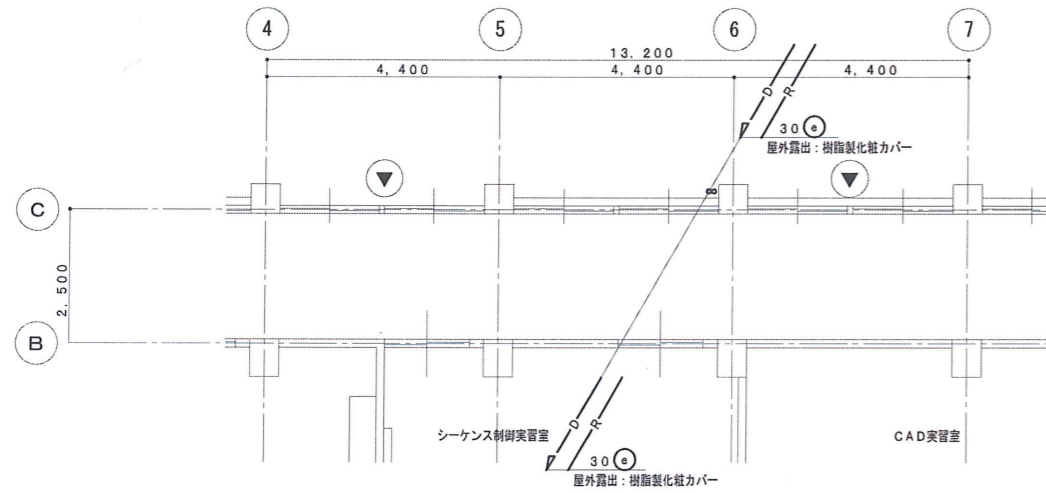 4 5 6 7
13,200
4,400 4,400 4,400
D R
30 e
屋外露出：樹脂製化粧カバー
C
2,500
B
D R
シーケンス制御実習室
CAD実習室
30 e
屋外露出：樹脂製化粧カバー